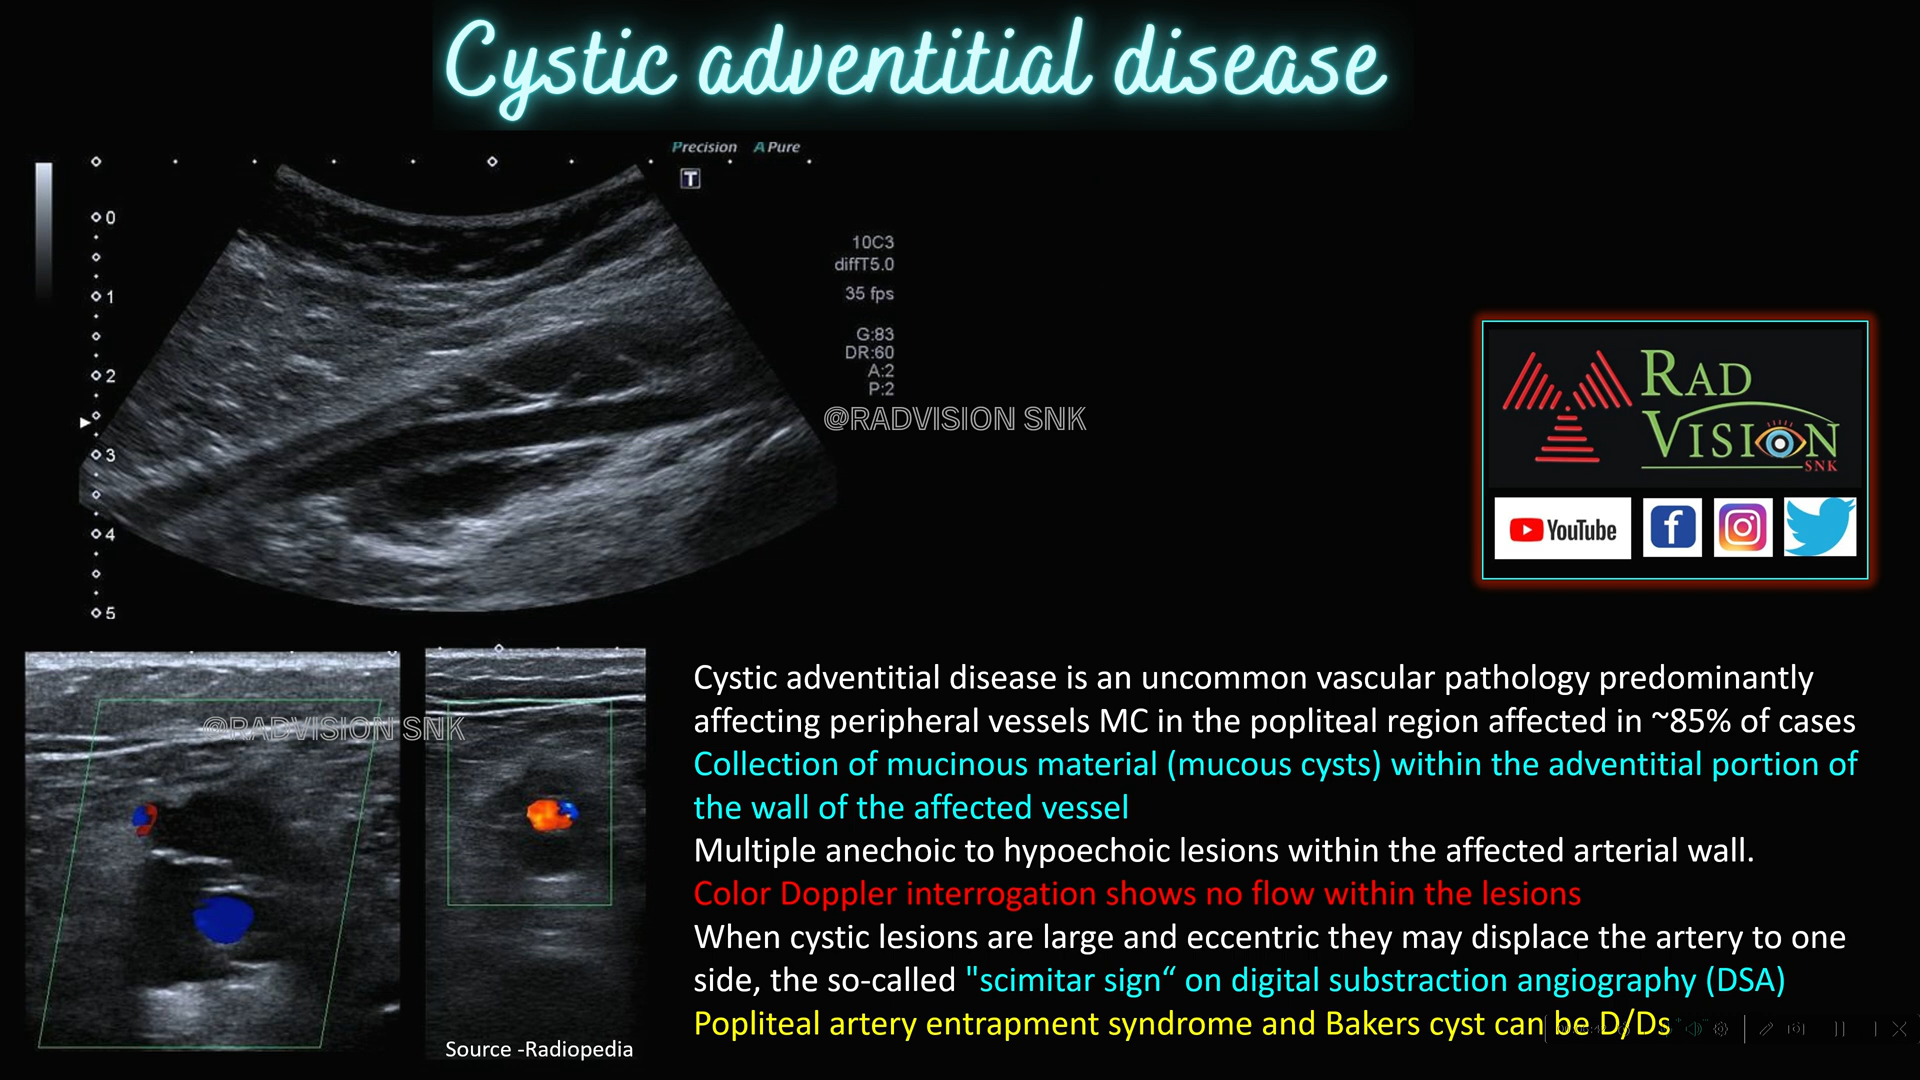 Cystic adventitial disease
Precision A Pure
T
0
1
2
3
4
5
10C3
diffT5.0
35 fps
G:83
DR:60
A:2
P:2
@RADVISION SNK
RAD
VISION
SNK
YouTube
f
@RADVISION SNK
Cystic adventitial disease is an uncommon vascular pathology predominantly
affecting peripheral vessels MC in the popliteal region affected in ~85% of cases
Collection of mucinous material (mucous cysts) within the adventitial portion of
the wall of the affected vessel
Multiple anechoic to hypoechoic lesions within the affected arterial wall.
Color Doppler interrogation shows no flow within the lesions
When cystic lesions are large and eccentric they may displace the artery to one
side, the so-called "scimitar sign“ on digital substraction angiography (DSA)
Popliteal artery entrapment syndrome and Bakers cyst can be D/Ds
Source -Radiopedia